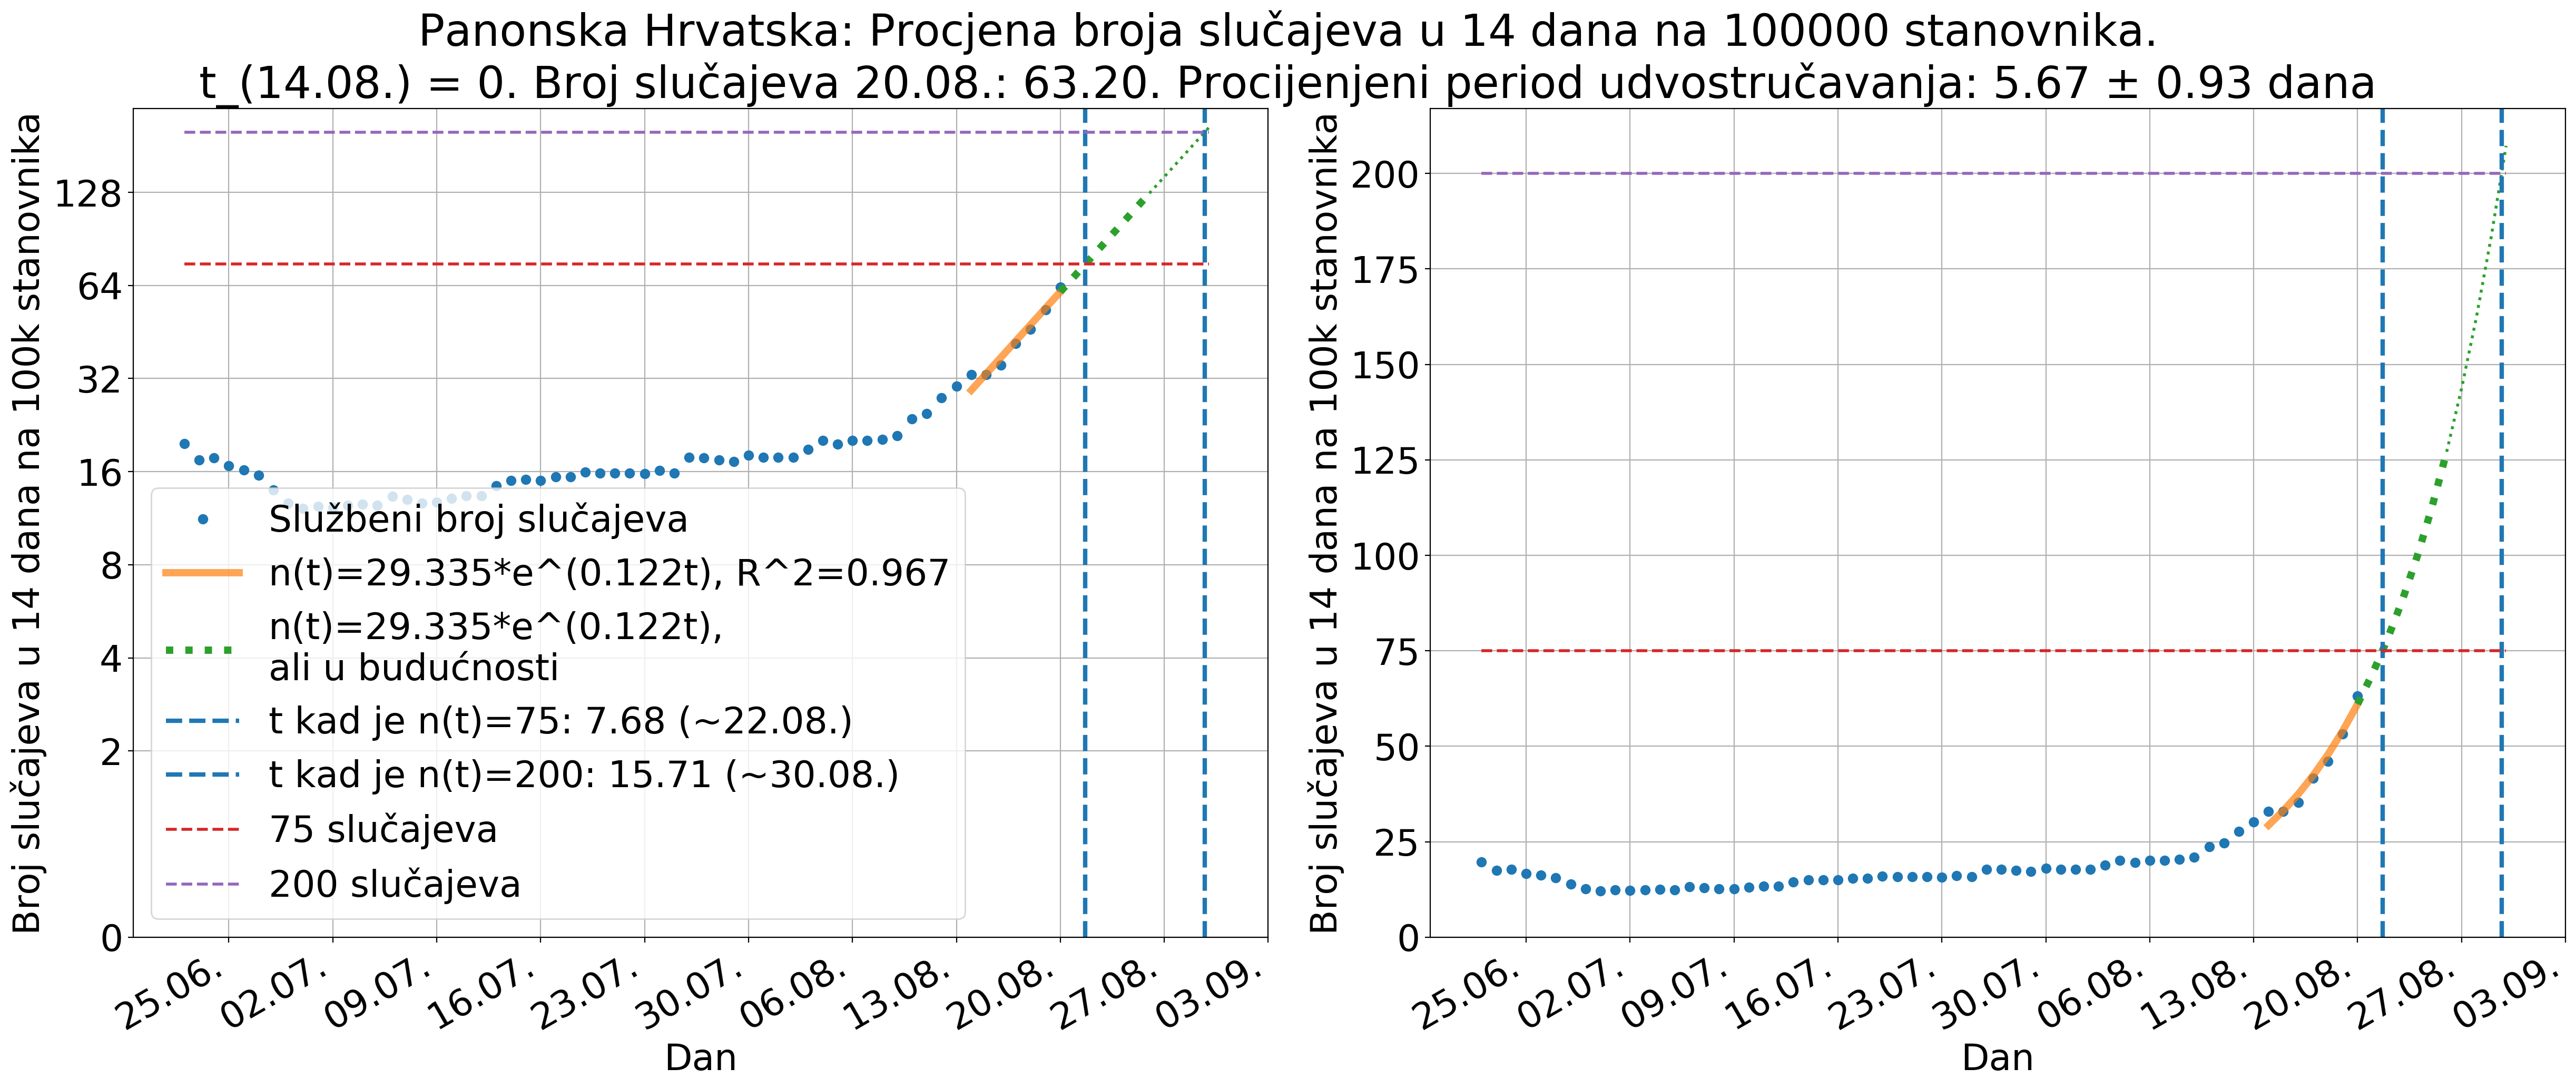 Panonska Hrvatska: Procjena broja slučajeva u 14 dana na 100000 stanovnika.
t_(14.08.) = 0. Broj slučajeva 20.08.: 63.20. Procijenjeni period udvostručavanja: 5.67 ± 0.93 dana
Broj slučajeva u 14 dana na 100k stanovnika
128
64
32
16
8
4
2
0
Službeni broj slučajeva
n(t)=29.335*e^(0.122t), R^2=0.967
n(t)=29.335*e^(0.122t),
ali u budućnosti
t kad je n(t)=75: 7.68 (~22.08.)
t kad je n(t)=200: 15.71 (~30.08.)
75 slučajeva
200 slučajeva
25.06.
02.07.
09.07.
16.07.
23.07.
30.07.
06.08.
13.08.
20.08.
27.08.
03.09.
Dan
Broj slučajeva u 14 dana na 100k stanovnika
200
175
150
125
100
75
50
25
0
25.06.
02.07.
09.07.
16.07.
23.07.
30.07.
06.08.
13.08.
20.08.
27.08.
03.09.
Dan